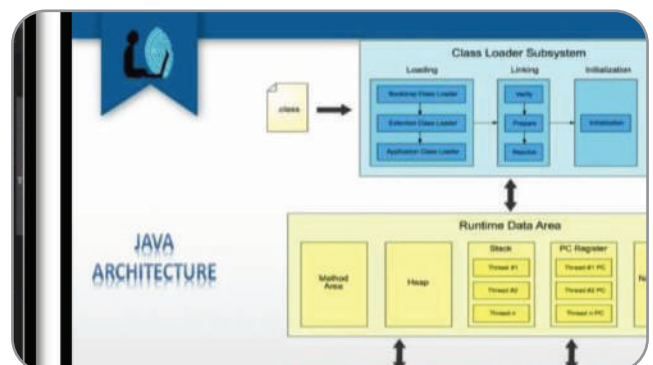 Class Loader Subsystem
Loading
Linking
Initialization
.class
Bootstrap Class Loader
Verify
Extension Class Loader
Prepare
Initialization
Application Class Loader
Resolve
JAVA
ARCHITECTURE
Runtime Data Area
Method
Area
Heap
Stack
PC Register
Thread #1
Thread #1 PC
Thread #2
Thread #2 PC
Thread n
Thread n PC